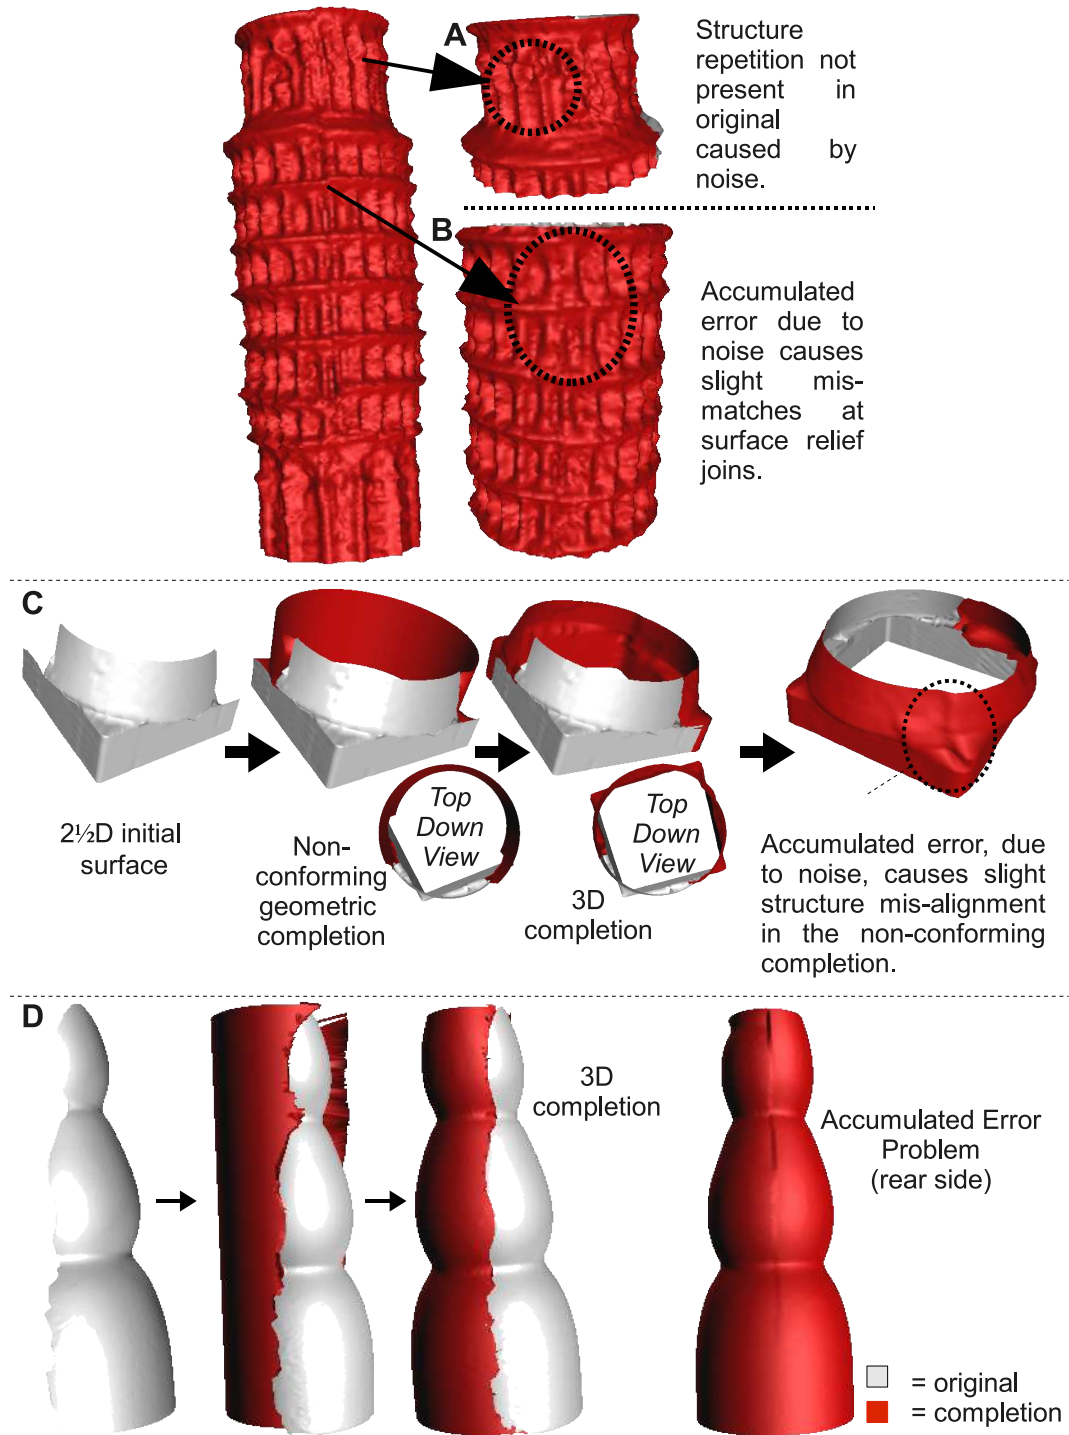 A
Structure
repetition not
present in
original
caused by
noise.
B
Accumulated
error due to
noise causes
slight mis-
matches at
surface relief
joins.
C
2½D initial
surface
Non-
conforming
geometric
completion
Top
Down
View
Top
Down
View
3D
completion
Accumulated error, due
to noise, causes slight
structure mis-alignment
in the non-conforming
completion.
D
3D
completion
Accumulated Error
Problem
(rear side)
= original
= completion